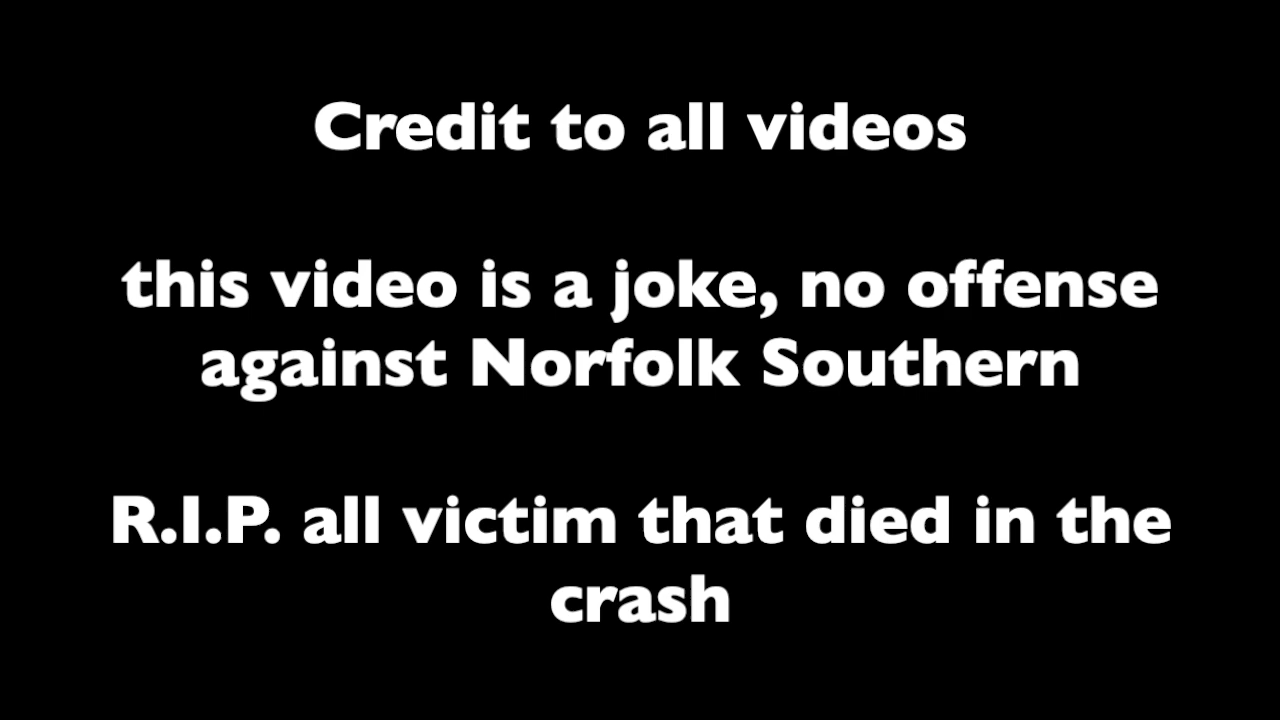 Credit to all videos
this video is a joke, no offense
against Norfolk Southern
R.I.P. all victim that died in the
crash